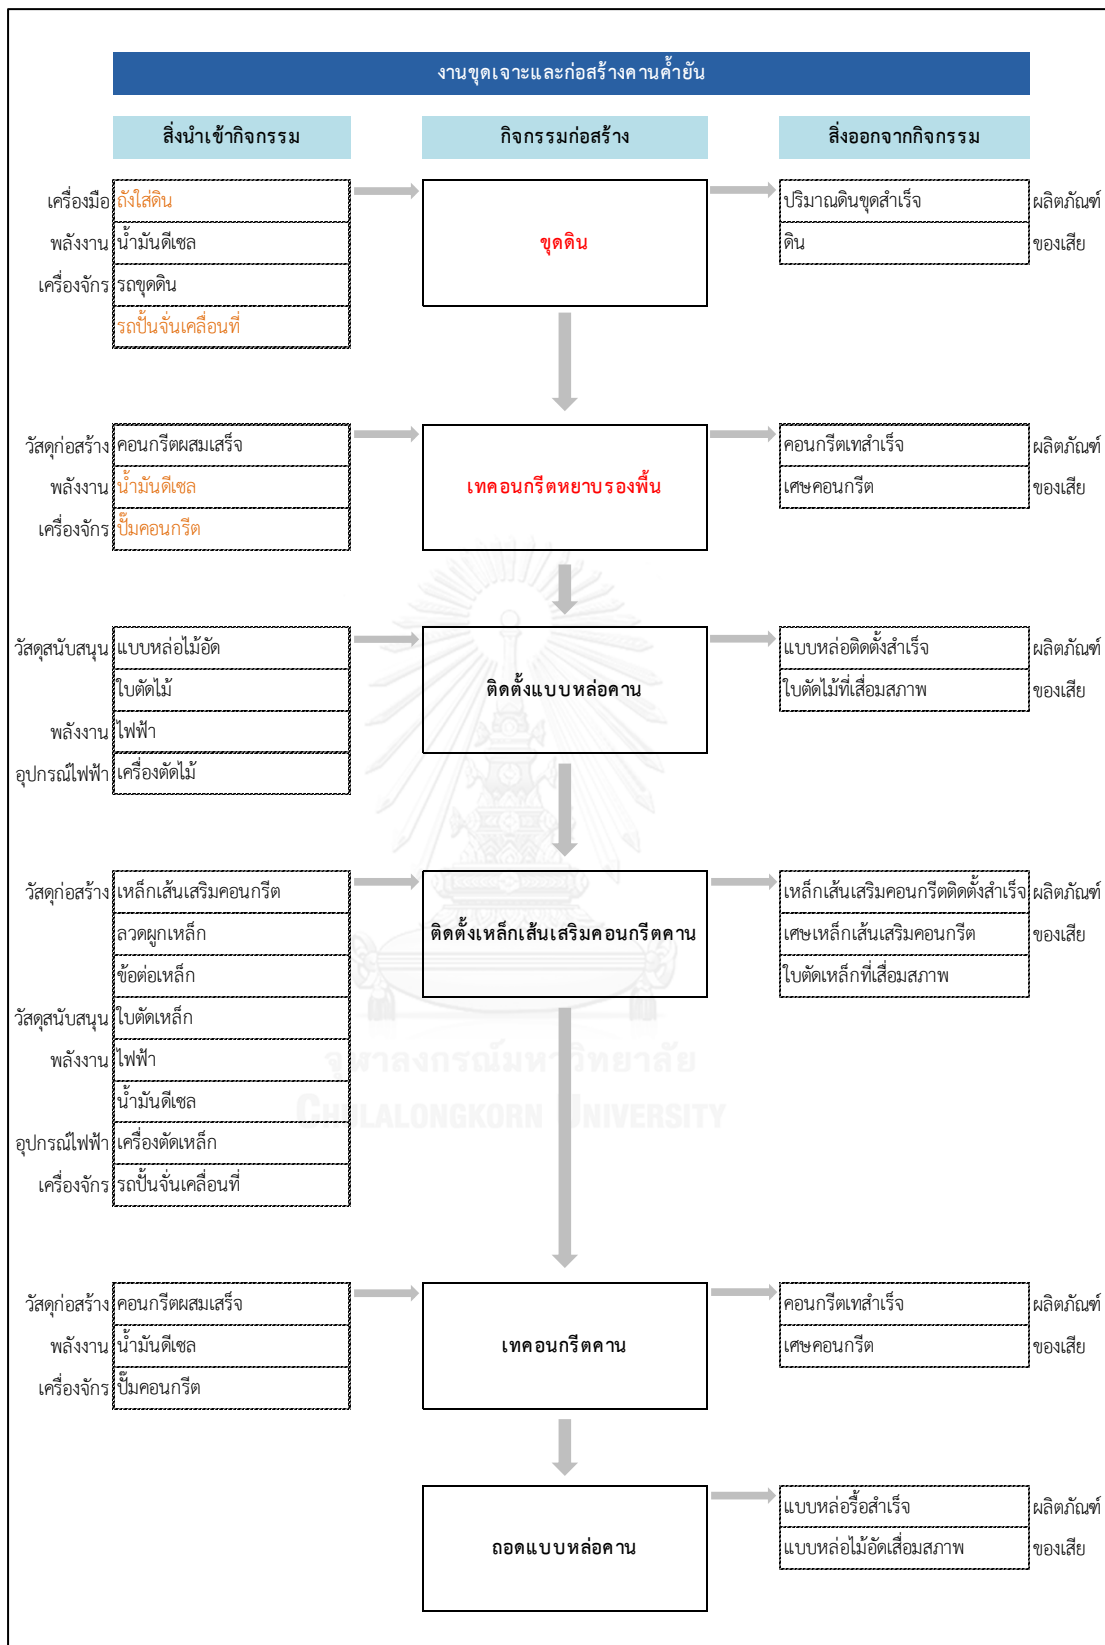 งานขุดเจาะและก่อสร้างคานค้ำยัน
สิ่งนำเข้ากิจกรรม กิจกรรมก่อสร้าง สิ่งออกจากกิจกรรม
เครื่องมือ ถังใส่ดิน ปริมาณดินขุดสำเร็จ ผลิตภัณฑ์
พลังงาน น้ำมันดีเซล ขุดดิน ดิน ของเสีย
เครื่องจักร รถขุดดิน
รถปั้นจั่นเคลื่อนที่
วัสดุก่อสร้าง คอนกรีตผสมเสร็จ คอนกรีตเทสำเร็จ ผลิตภัณฑ์
พลังงาน น้ำมันดีเซล เทคอนกรีตหยาบรองพื้น เศษคอนกรีต ของเสีย
เครื่องจักร ปั๊มคอนกรีต
วัสดุสนับสนุน แบบหล่อไม้อัด แบบหล่อติดตั้งสำเร็จ ผลิตภัณฑ์
ใบตัดไม้ ติดตั้งแบบหล่อคาน ใบตัดไม้ที่เสื่อมสภาพ ของเสีย
พลังงาน ไฟฟ้า
อุปกรณ์ไฟฟ้า เครื่องตัดไม้
วัสดุก่อสร้าง เหล็กเส้นเสริมคอนกรีต เหล็กเส้นเสริมคอนกรีตติดตั้งสำเร็จ ผลิตภัณฑ์
ลวดผูกเหล็ก ติดตั้งเหล็กเส้นเสริมคอนกรีตคาน เศษเหล็กเส้นเสริมคอนกรีต ของเสีย
ข้อต่อเหล็ก ใบตัดเหล็กที่เสื่อมสภาพ
วัสดุสนับสนุน ใบตัดเหล็ก
พลังงาน ไฟฟ้า
จุฬาลงกรณ์มหาวิทยาลัย
น้ำมันดีเซล
CHULALONGKORN UNIVERSITY
อุปกรณ์ไฟฟ้า เครื่องตัดเหล็ก
เครื่องจักร รถปั้นจั่นเคลื่อนที่
วัสดุก่อสร้าง คอนกรีตผสมเสร็จ คอนกรีตเทสำเร็จ ผลิตภัณฑ์
พลังงาน น้ำมันดีเซล เทคอนกรีตคาน เศษคอนกรีต ของเสีย
เครื่องจักร ปั๊มคอนกรีต
แบบหล่อรื้อสำเร็จ ผลิตภัณฑ์
ถอดแบบหล่อคาน แบบหล่อไม้อัดเสื่อมสภาพ ของเสีย